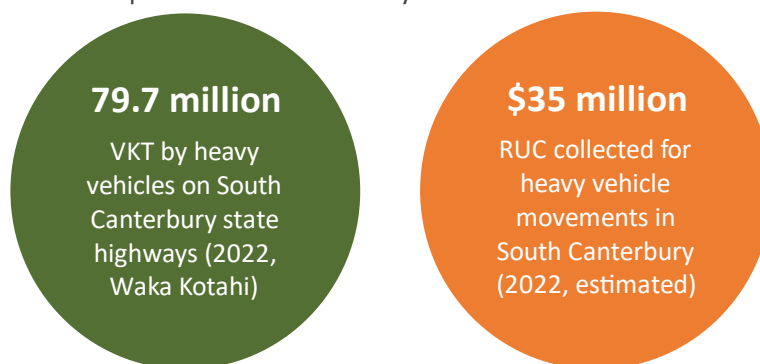 79.7 million
VKT by heavy
vehicles on South
Canterbury state
highways (2022,
Waka Kotahi)
$35 million
RUC collected for
heavy vehicle
movements in
South Canterbury
(2022, estimated)